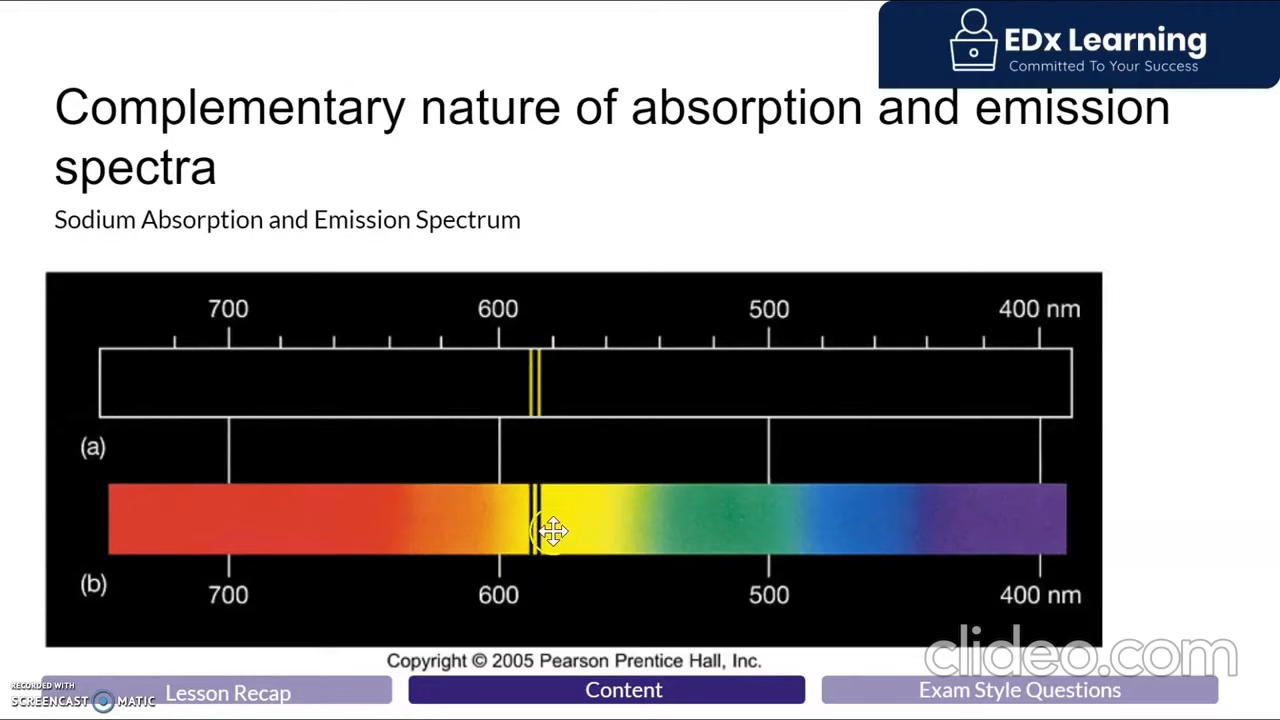 EDx Learning
Committed To Your Success
Complementary nature of absorption and emission
spectra
Sodium Absorption and Emission Spectrum
700 600 500 400 nm
(a)
(b)
700 600 500 400 nm
clideo.com
Copyright © 2005 Pearson Prentice Hall, Inc.
RECORDED WITH
SCREENCAST MATIC
Lesson Recap
Content
Exam Style Questions